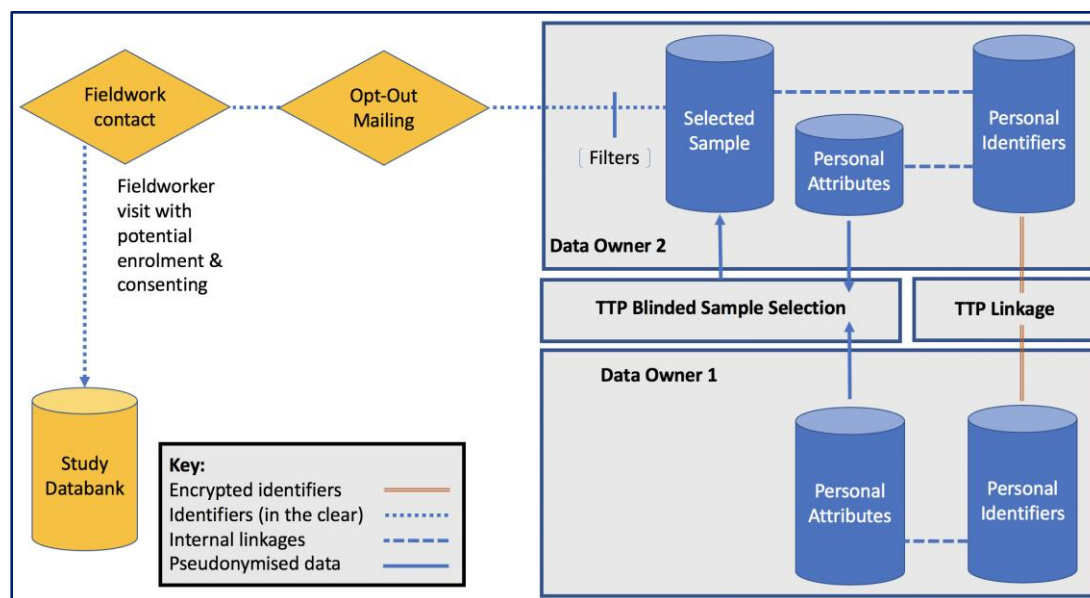 Fieldwork
contact
Opt-Out
Mailing
Filters
Selected
Sample
Personal
Attributes
Personal
Identifiers
Fieldworker
visit with
potential
enrolment &
consenting
Data Owner 2
TTP Blinded Sample Selection
TTP Linkage
Data Owner 1
Study
Databank
Key:
Encrypted identifiers
Identifiers (in the clear)
Internal linkages
Pseudonymised data
Personal
Attributes
Personal
Identifiers